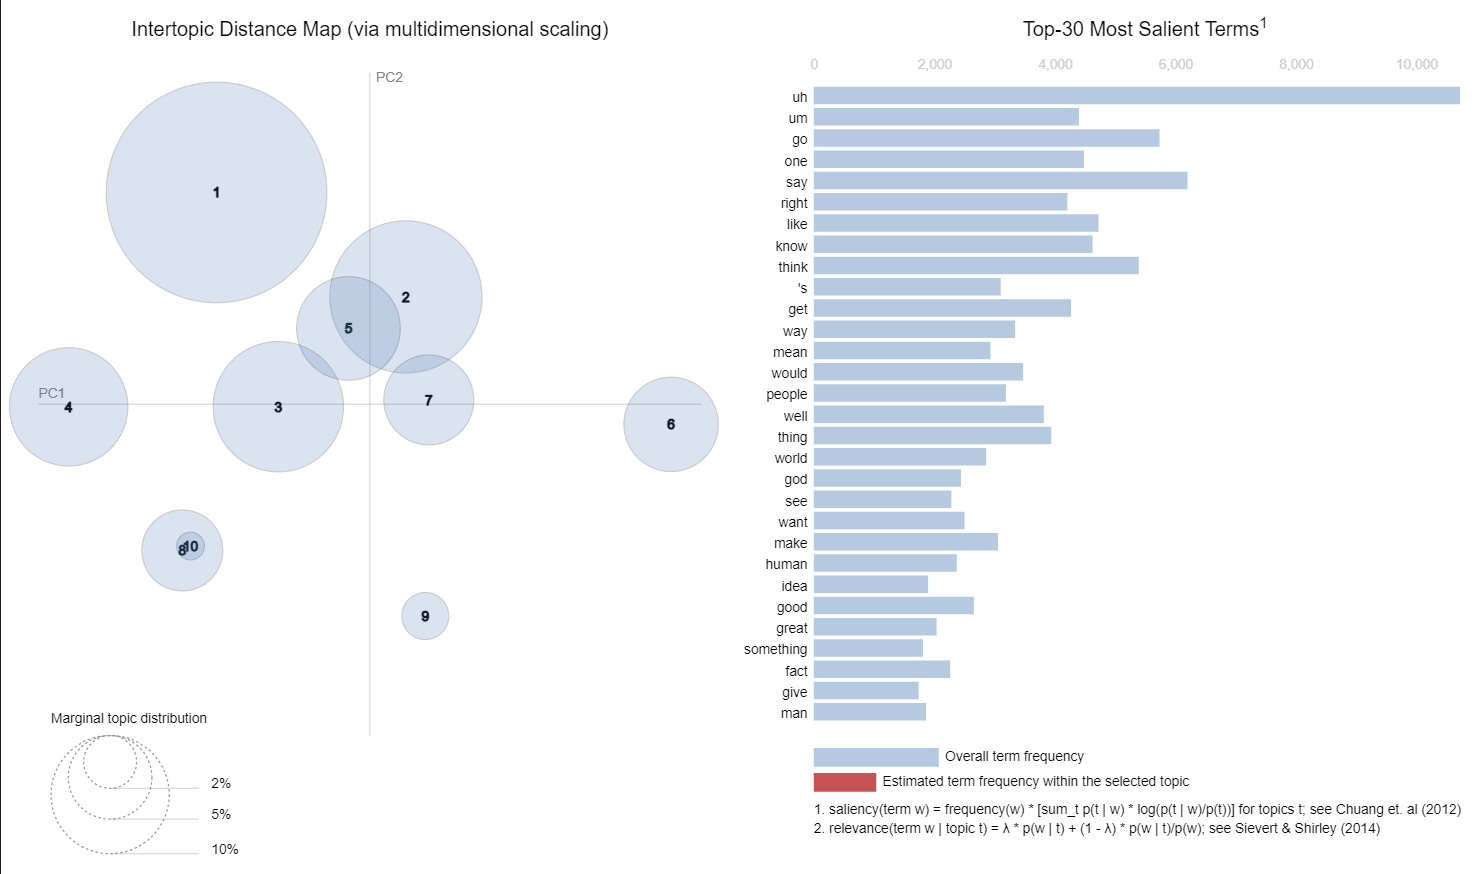 Intertopic Distance Map (via multidimensional scaling)
PC2
1
2
5
PC1
4
3
7
6
8
10
9
Marginal topic distribution
2%
5%
10%
Top-30 Most Salient Terms1
0 2,000 4,000 6,000 8,000 10,000
uh
um
go
one
say
right
like
know
think
's
get
way
mean
would
people
well
thing
world
god
see
want
make
human
idea
good
great
something
fact
give
man
Overall term frequency
Estimated term frequency within the selected topic
1. saliency(term w) = frequency(w) * [sum_t p(t | w) * log(p(t | w)/p(t))] for topics t; see Chuang et. al (2012)
2. relevance(term w | topic t) = λ * p(w | t) + (1 - λ) * p(w | t)/p(w); see Sievert & Shirley (2014)